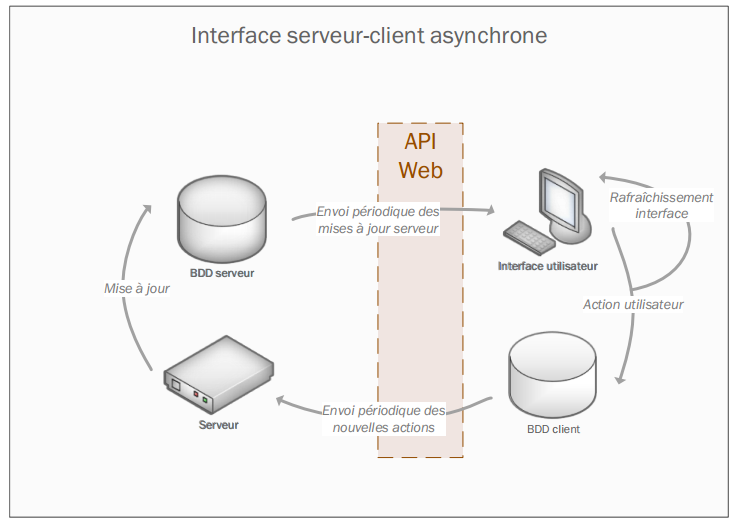 Interface serveur-client asynchrone
API
Web
Envoi périodique des
mises à jour serveur
Rafraîchissement
interface
BDD serveur
Interface utilisateur
Mise à jour
Action utilisateur
Envoi périodique des
nouvelles actions
Serveur
BDD client